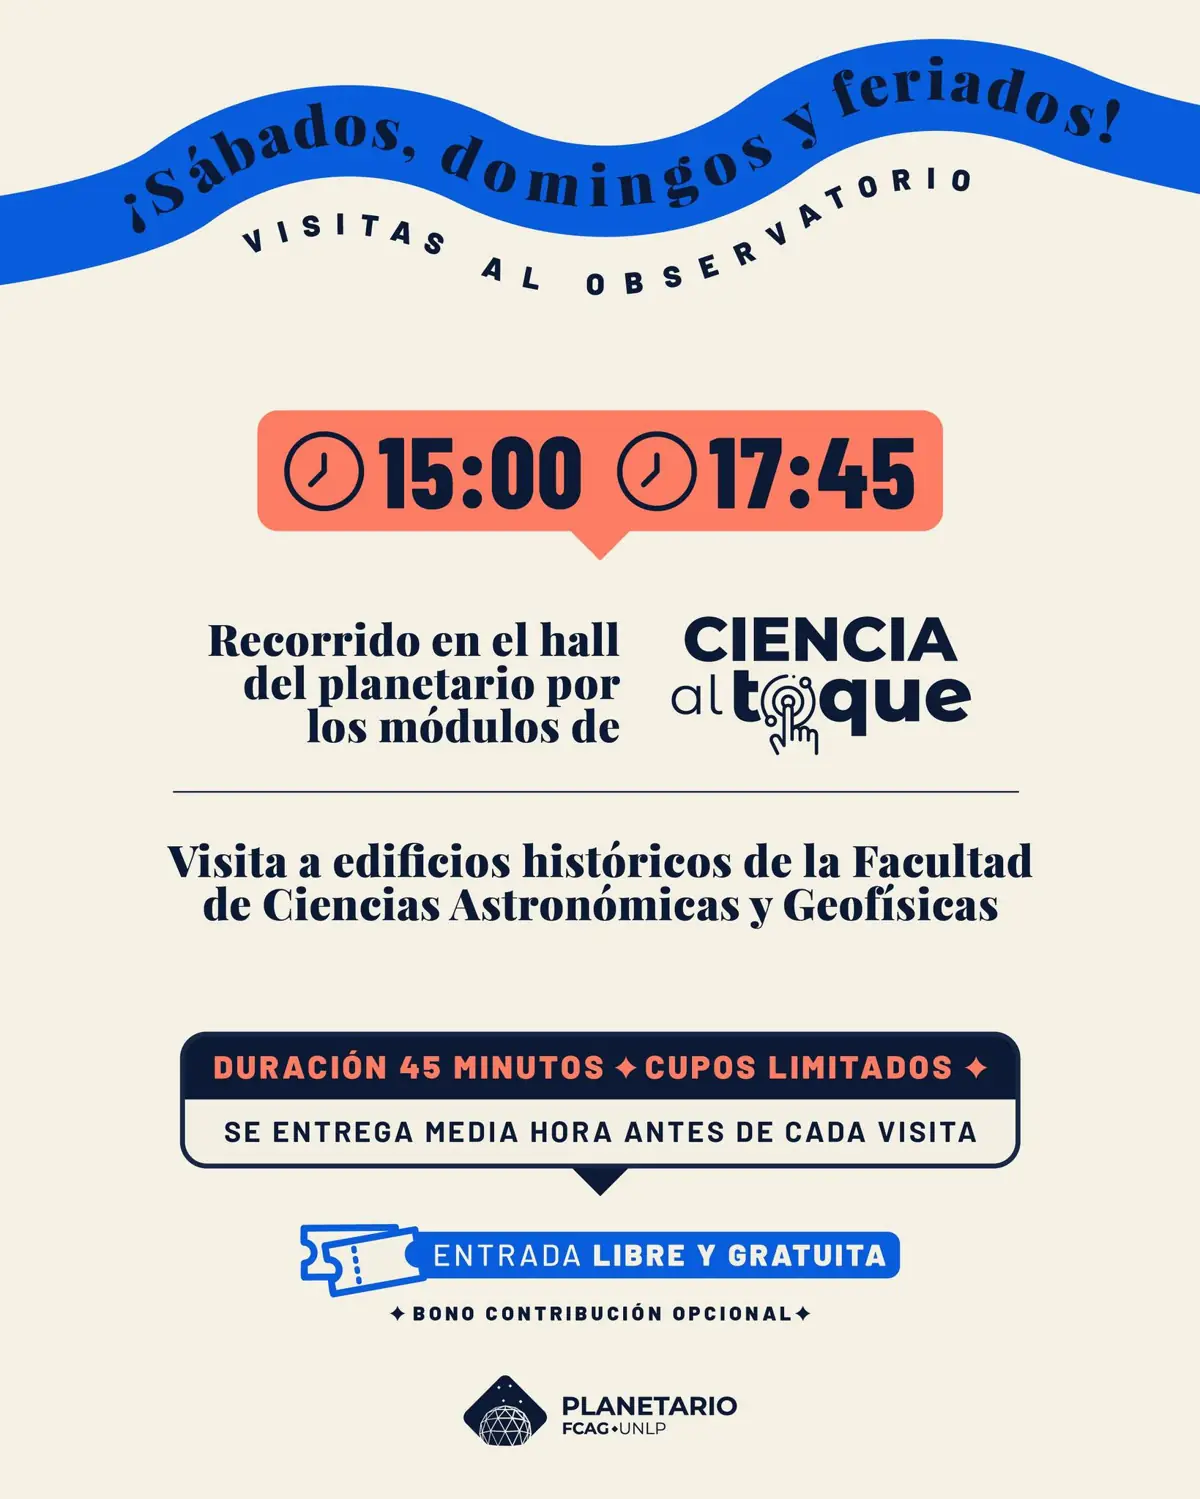 ¡Sábados, domingos y feriados!
VISITAS AL OBSERVATORIO
15:00 17:45
Recorrido en el hall
del planetario por
los módulos de
CIENCIA
al toque
Visita a edificios históricos de la Facultad
de Ciencias Astronómicas y Geofísicas
DURACIÓN 45 MINUTOS ✦ CUPOS LIMITADOS ✦
SE ENTREGA MEDIA HORA ANTES DE CADA VISITA
ENTRADA LIBRE Y GRATUITA
✦ BONO CONTRIBUCIÓN OPCIONAL ✦
PLANETARIO
FCAG✦UNLP